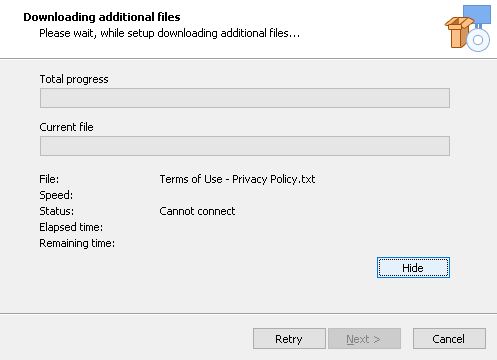 Downloading additional files
Please wait, while setup downloading additional files...
Total progress
Current file
File: Terms of Use - Privacy Policy.txt
Speed:
Status: Cannot connect
Elapsed time:
Remaining time:
Hide
Retry Next > Cancel